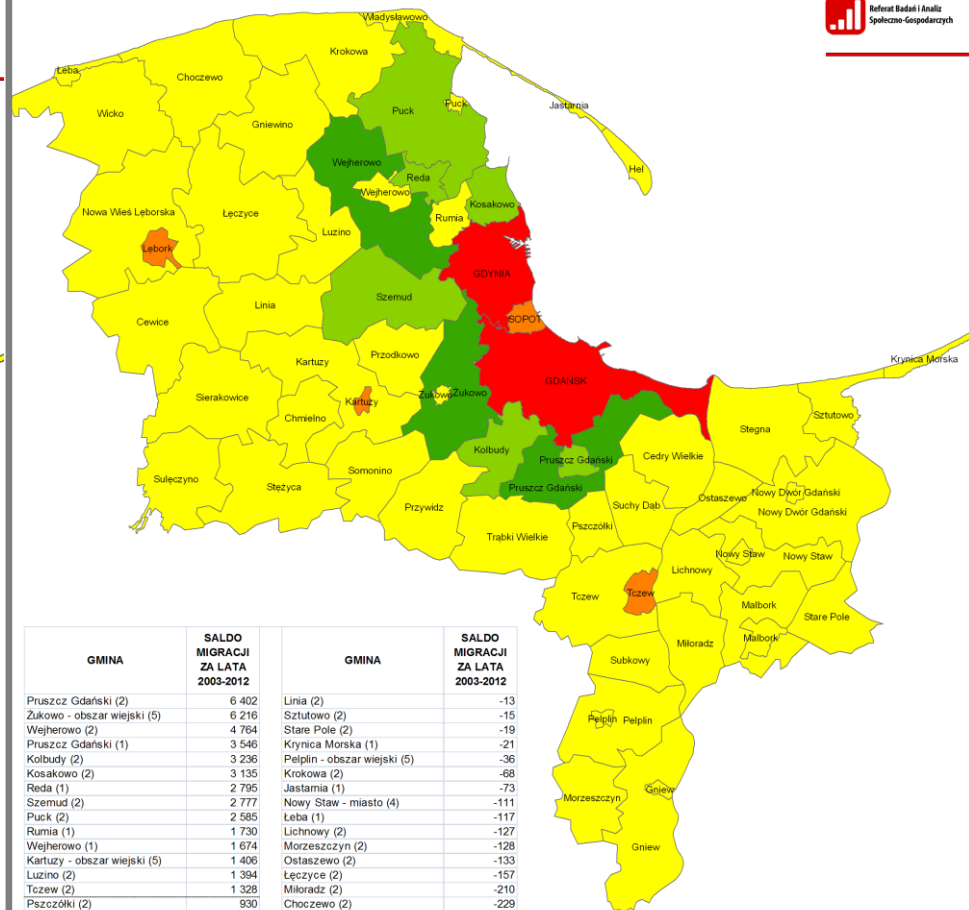 Referat Badań i Analiz
Społeczno-Gospodarczych
Władysławowo
Krokowa
Łeba
Choczewo
Wicko
Puck
Puck
Jastarnia
Gniewino
Wejherowo
Hel
Reda
Wejherowo
Kosakowo
Nowa Wieś Lęborska
Łęczyce
Rumia
Luzino
Lębork
GDYNIA
Szemud
Linia
SOPOT
Cewice
Przodkowo
Kartuzy
Krynica Morska
GDAŃSK
Sierakowice
Żukowo
Żukowo
Kartuzy
Chmielno
Sztutowo
Stegna
Kolbudy
Cedry Wielkie
Pruszcz Gdański
Somonino
Sulęczyno
Stężyca
Pruszcz Gdański
Nowy Dwór Gdański
Ostaszewo
Suchy Dąb
Przywidz
Nowy Dwór Gdański
Pszczółki
Trąbki Wielkie
Nowy Staw
Nowy Staw
Lichnowy
Tczew
Tczew
Malbork
Stare Pole
Malbork
Miłoradz
Subkowy
Pelplin
Pelplin
Gniew
Morzeszczyn
Gniew
GMINA
SALDO
MIGRACJI
ZA LATA
2003-2012
GMINA
SALDO
MIGRACJI
ZA LATA
2003-2012
Pruszcz Gdański (2) 6 402 Linia (2) -13
Żukowo - obszar wiejski (5) 6 216 Sztutowo (2) -15
Wejherowo (2) 4 764 Stare Pole (2) -19
Pruszcz Gdański (1) 3 546 Krynica Morska (1) -21
Kolbudy (2) 3 236 Pelplin - obszar wiejski (5) -36
Kosakowo (2) 3 135 Krokowa (2) -68
Reda (1) 2 795 Jastarnia (1) -73
Szemud (2) 2 777 Nowy Staw - miasto (4) -111
Puck (2) 2 585 Łeba (1) -117
Rumia (1) 1 730 Lichnowy (2) -127
Wejherowo (1) 1 674 Morzeszczyn (2) -128
Kartuzy - obszar wiejski (5) 1 406 Ostaszewo (2) -133
Luzino (2) 1 394 Łęczyce (2) -157
Tczew (2) 1 328 Miłoradz (2) -210
Pszczółki (2) 930 Choczewo (2) -229